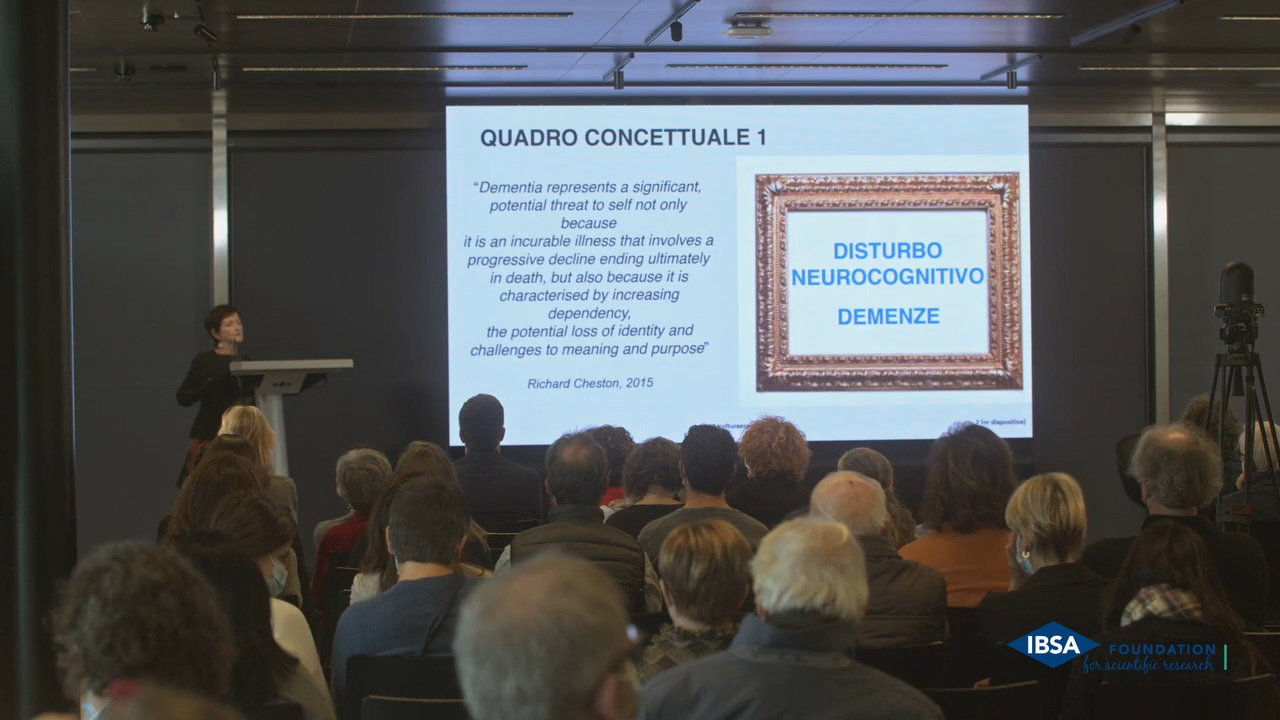 QUADRO CONCETTUALE 1
“Dementia represents a significant,
potential threat to self not only
because
it is an incurable illness that involves a
progressive decline ending ultimately
in death, but also because it is
characterised by increasing
dependency,
the potential loss of identity and
challenges to meaning and purpose”
Richard Cheston, 2015
DISTURBO
NEUROCOGNITIVO
DEMENZE
[nr diapositiva]
IBSA
FOUNDATION
for scientific research